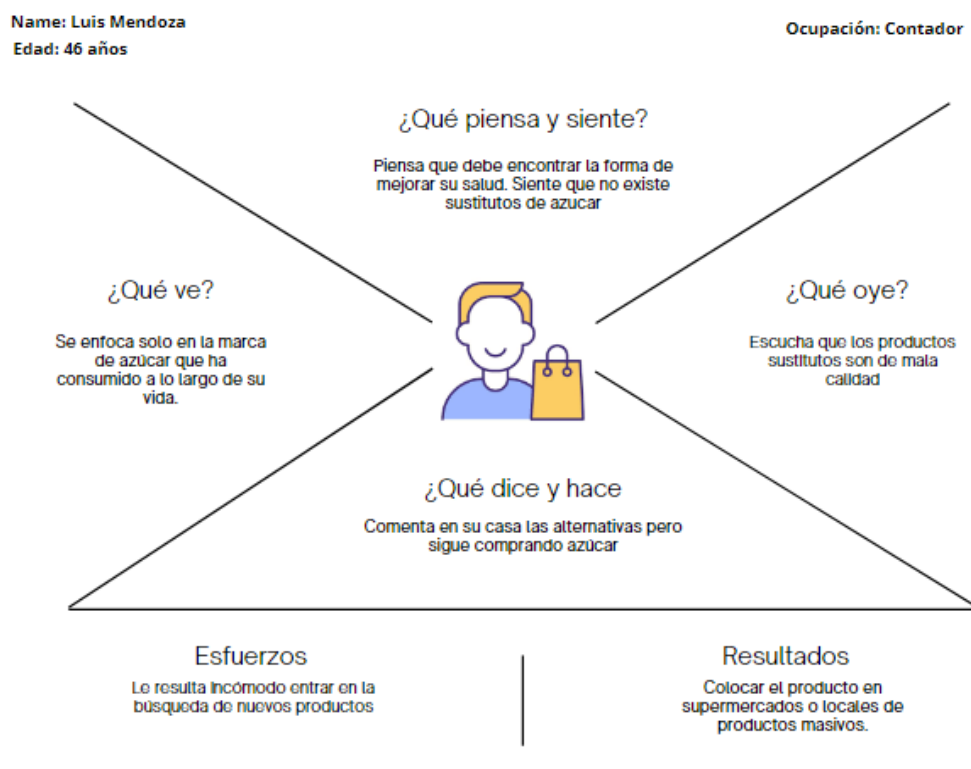 Name: Luis Mendoza
Edad: 46 años
Ocupación: Contador
¿Qué piensa y siente?
Piensa que debe encontrar la forma de
mejorar su salud. Siente que no existe
sustitutos de azucar
¿Qué ve?
Se enfoca solo en la marca
de azúcar que ha
consumido a lo largo de su
vida.
¿Qué oye?
Escucha que los productos
sustitutos son de mala
calidad
¿Qué dice y hace
Comenta en su casa las alternativas pero
sigue comprando azúcar
Esfuerzos
Le resulta incómodo entrar en la
búsqueda de nuevos productos
Resultados
Colocar el producto en
supermercados o locales de
productos masivos.